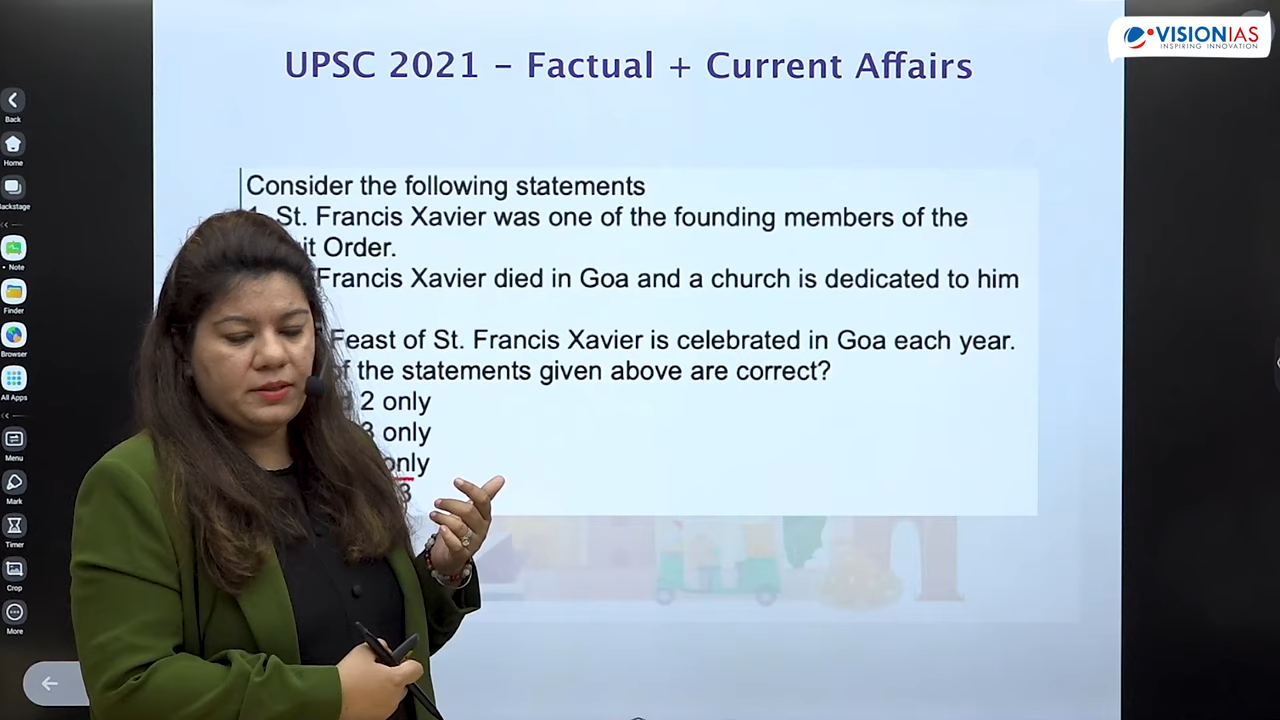 VISIONIAS
INSPIRING INNOVATION
UPSC 2021 – Factual + Current Affairs
Back
Home
Backstage
Note
Finder
Browser
All Apps
Menu
Mark
Timer
Crop
More
Consider the following statements
St. Francis Xavier was one of the founding members of the
Order.
Francis Xavier died in Goa and a church is dedicated to him
Feast of St. Francis Xavier is celebrated in Goa each year.
of the statements given above are correct?
2 only
3 only
only
3